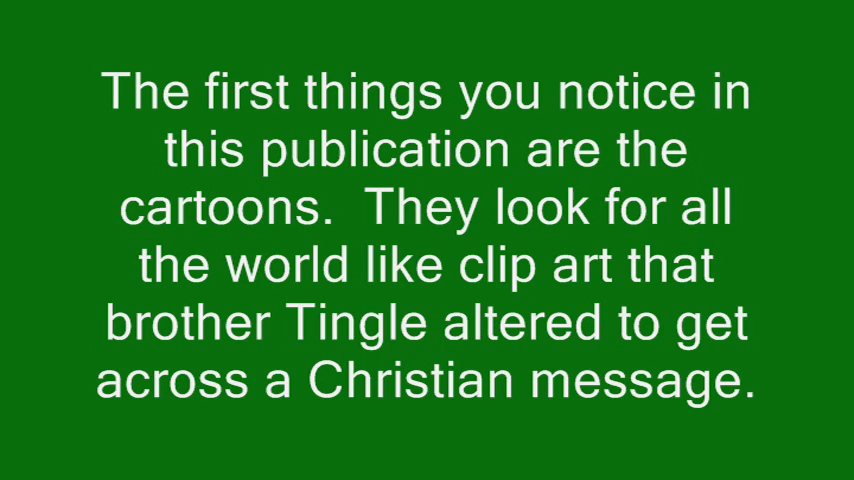 The first things you notice in
this publication are the
cartoons.  They look for all
the world like clip art that
brother Tingle altered to get
across a Christian message.